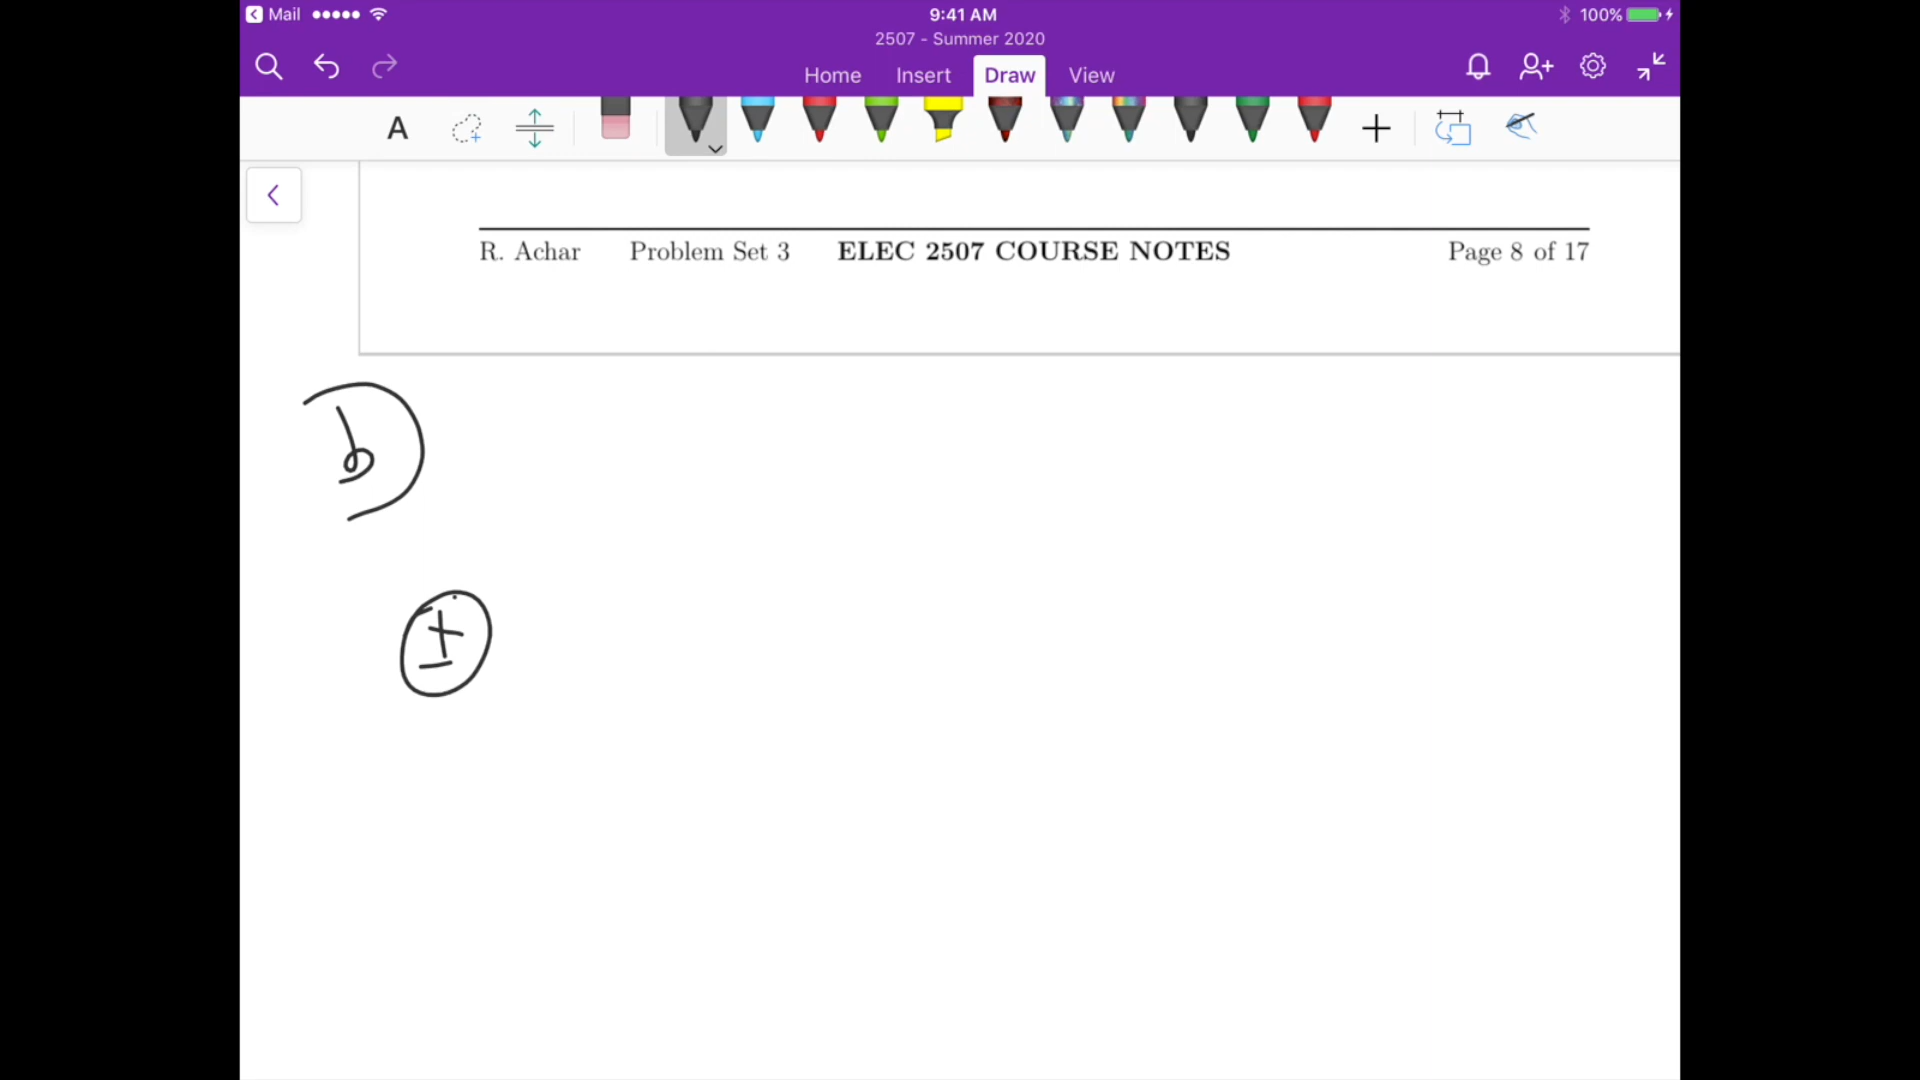 Mail 9:41 AM 100%
2507 - Summer 2020
Home Insert Draw View
A
R. Achar Problem Set 3 ELEC 2507 COURSE NOTES Page 8 of 17
b)
±